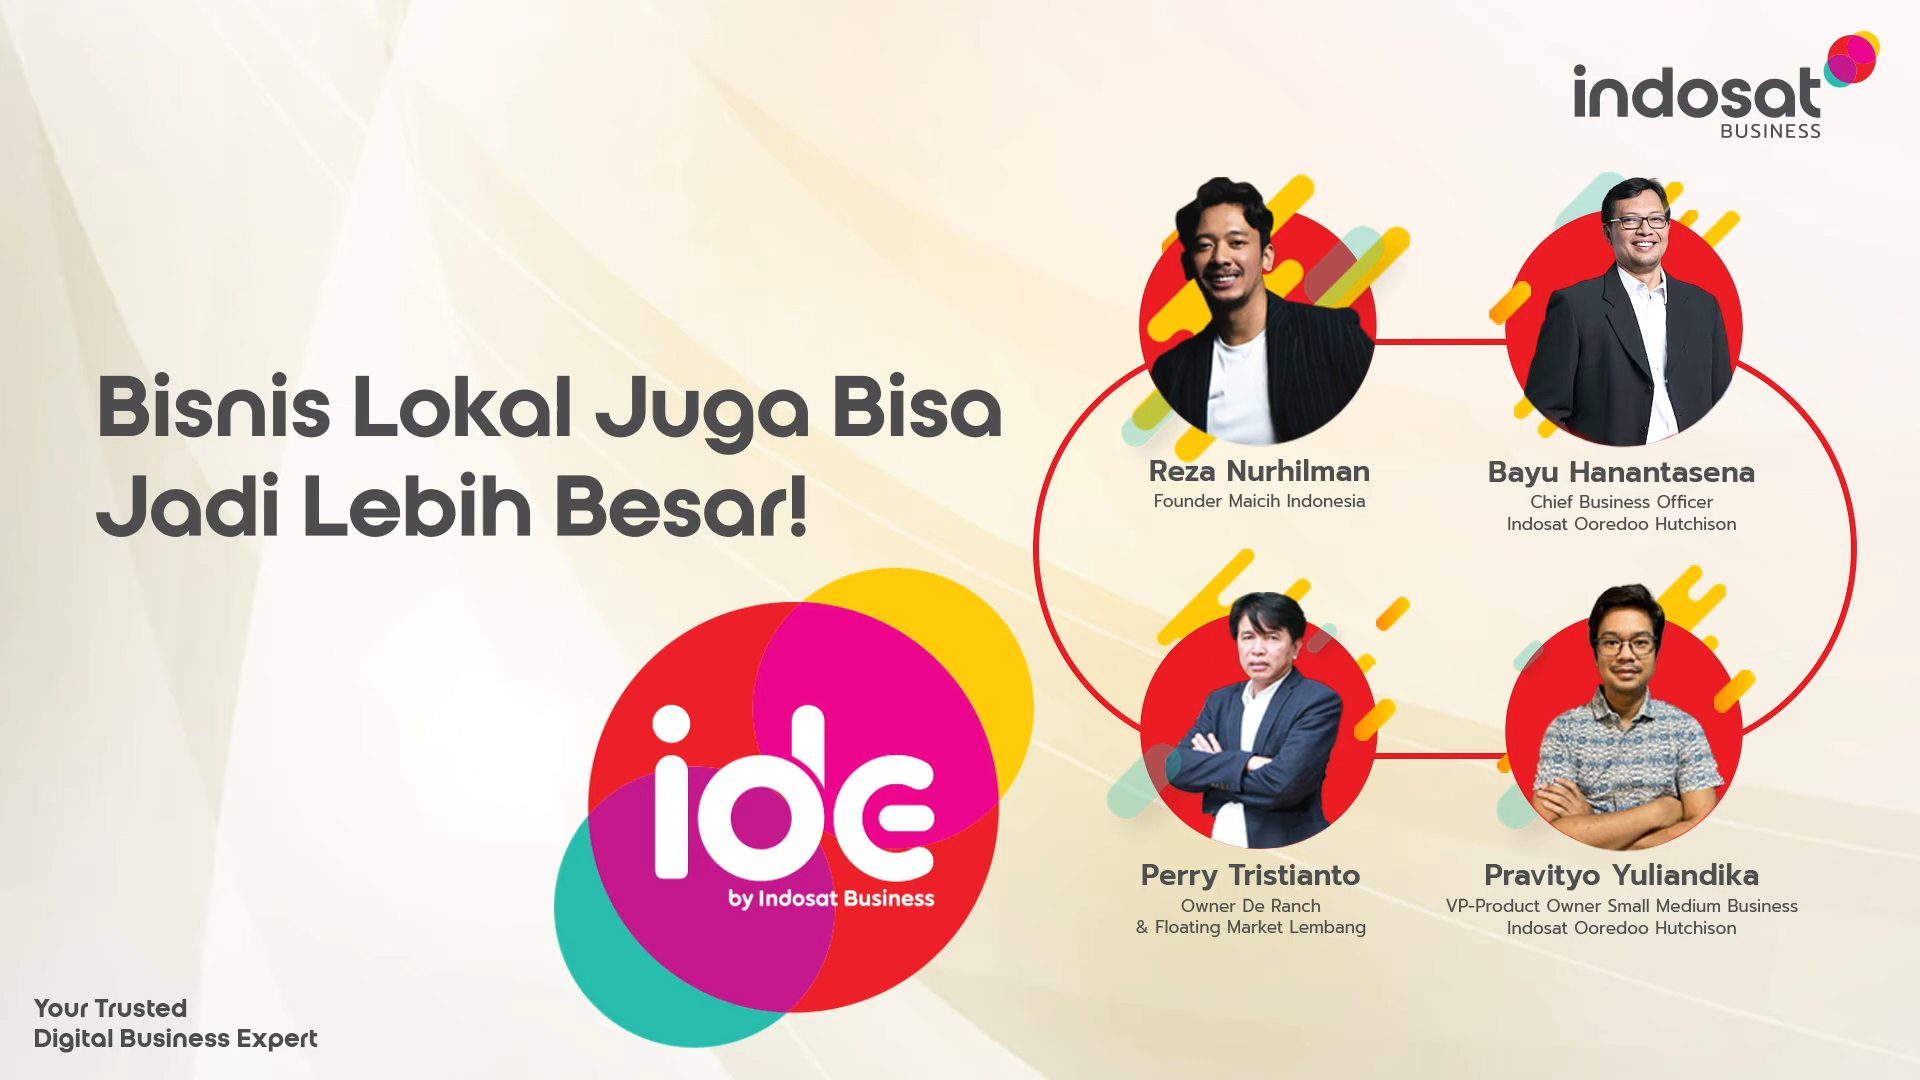 indosat
BUSINESS
Bisnis Lokal Juga Bisa
Jadi Lebih Besar!
ide
by Indosat Business
Reza Nurhilman
Founder Maicih Indonesia
Bayu Hanantasena
Chief Business Officer
Indosat Ooredoo Hutchison
Perry Tristianto
Owner De Ranch
& Floating Market Lembang
Pravityo Yuliandika
VP-Product Owner Small Medium Business
Indosat Ooredoo Hutchison
Your Trusted
Digital Business Expert